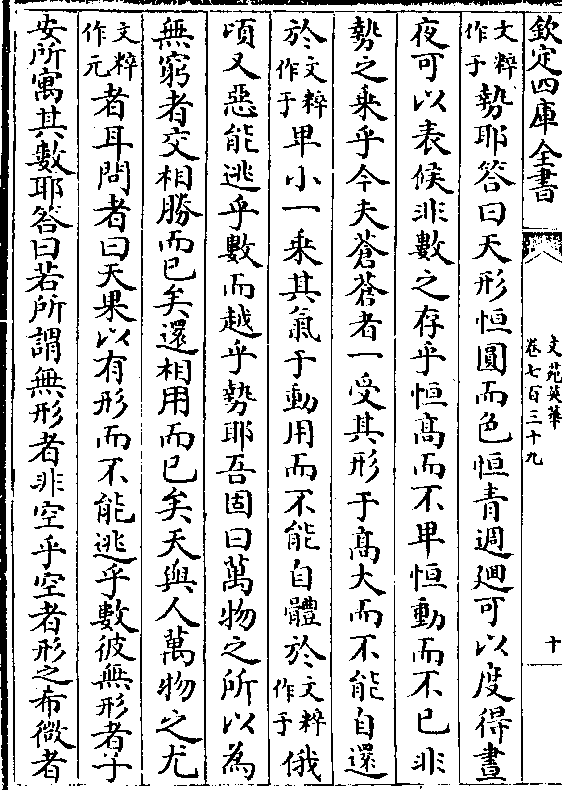 欽定四庫全書
文苑英華
卷七百三十九
十
文粹作于勢耶答曰天形恒圓而色恒青週廻可以度得晝
夜可以表候非數之存乎恒髙而不卑恒動而不已非
勢之乗乎今夫蒼蒼者一受其形于髙大而不能自還
於文粹作于卑小一乗其氣于動用而不能自體於文粹作于俄
頃又惡能逃乎數而越乎勢耶吾固曰萬物之所以為
無窮者交相勝而已矣還相用而已矣天與人萬物之尤
文粹作元者耳問者曰天果以有形而不能逃乎數彼無形者子
安所寓其數耶答曰若所謂無形者非空乎空者形之布微者